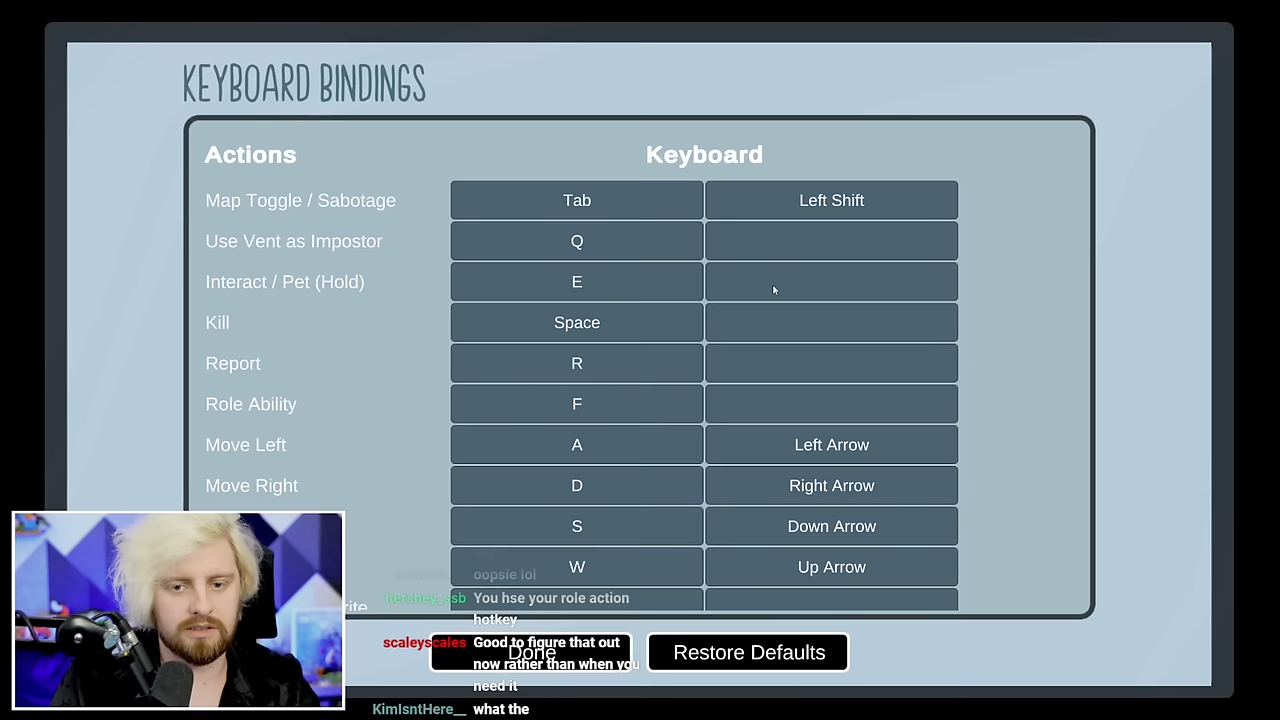 KEYBOARD BINDINGS
Actions Keyboard
Map Toggle / Sabotage Tab Left Shift
Use Vent as Impostor Q
Interact / Pet (Hold) E
Kill Space
Report R
Role Ability F
Move Left A Left Arrow
Move Right D Right Arrow
S Down Arrow
W Up Arrow
oopsie lol
hershey_ssb You hse your role action
hotkey
scaleyscales Good to figure that out
now rather than when you
need it
KimIsntHere__ what the
Done Restore Defaults